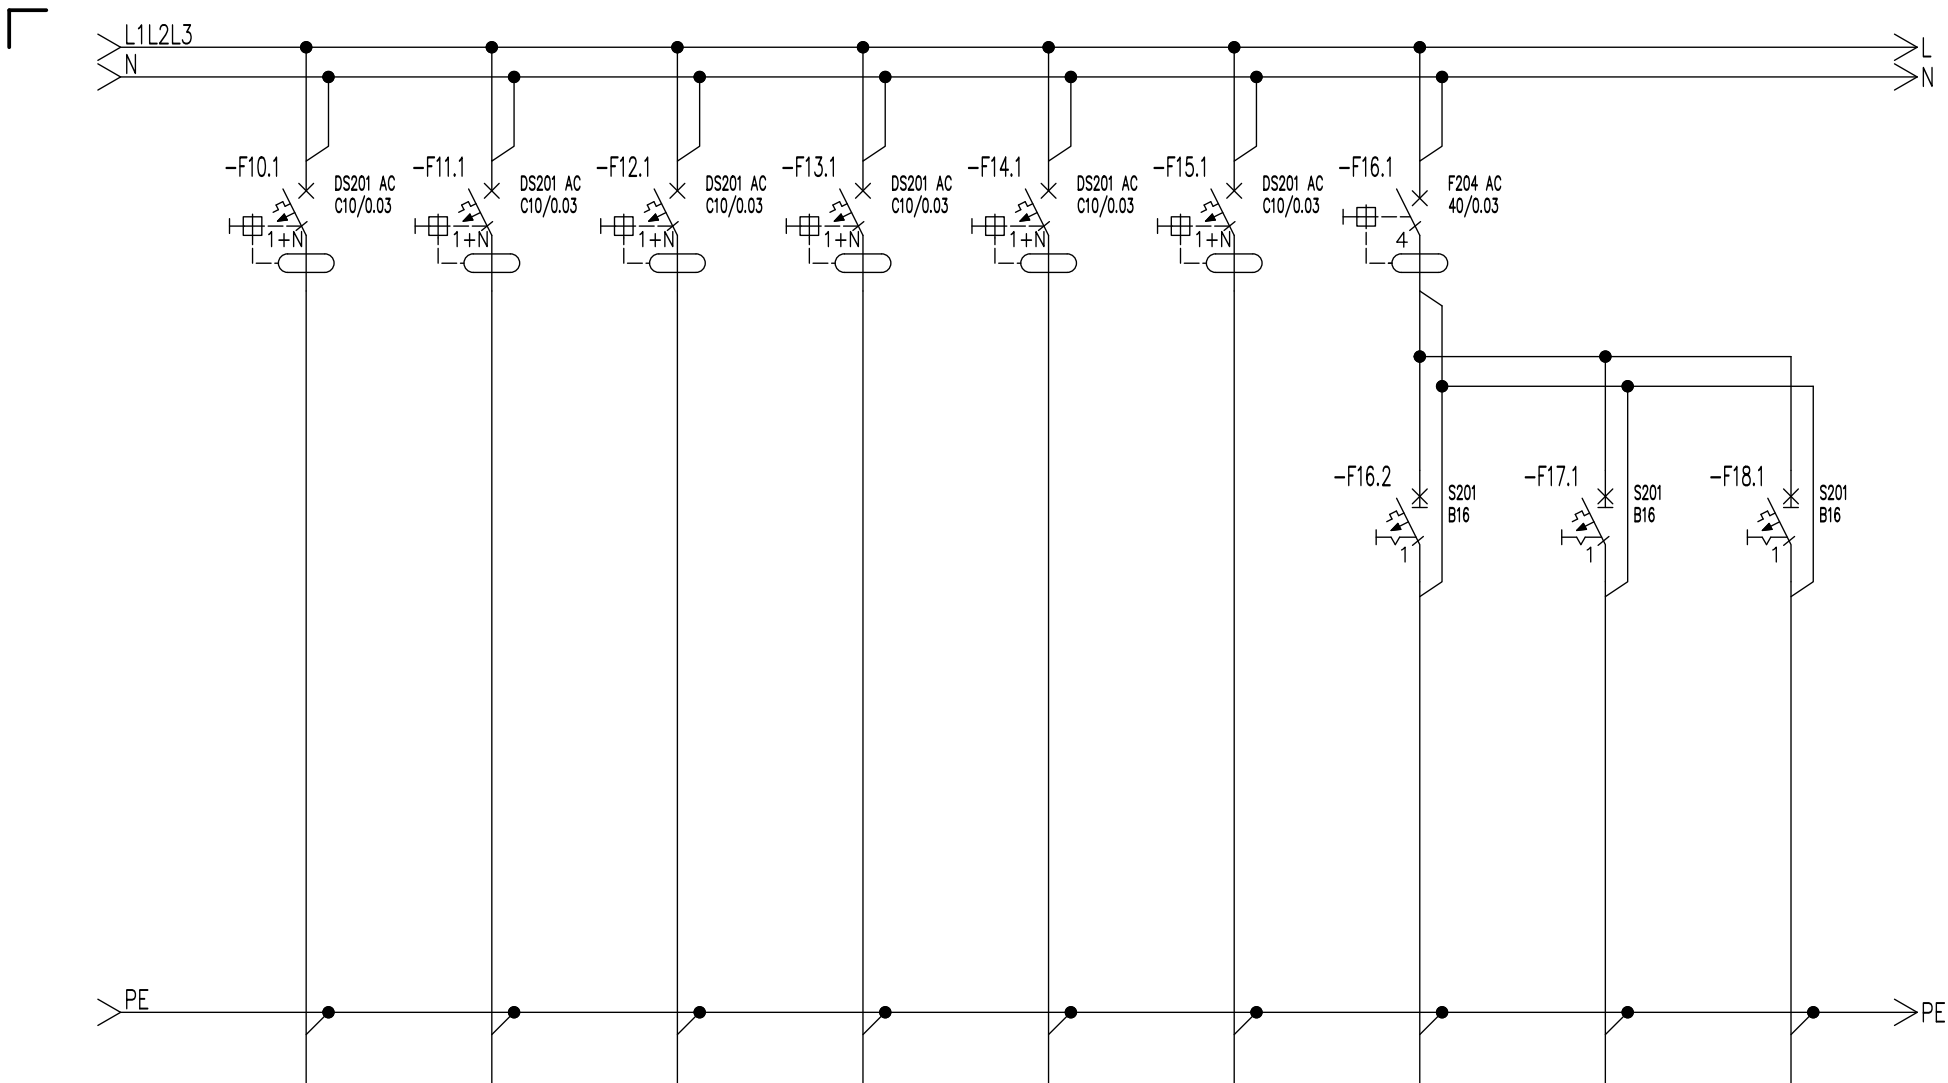 L1L2L3
L
N
N
-F10.1
DS201 AC
C10/0.03
1+N
-F11.1
DS201 AC
C10/0.03
1+N
-F12.1
DS201 AC
C10/0.03
1+N
-F13.1
DS201 AC
C10/0.03
1+N
-F14.1
DS201 AC
C10/0.03
1+N
-F15.1
DS201 AC
C10/0.03
1+N
-F16.1
F204 AC
40/0.03
4
-F16.2
S201
B16
1
-F17.1
S201
B16
1
-F18.1
S201
B16
1
PE
PE